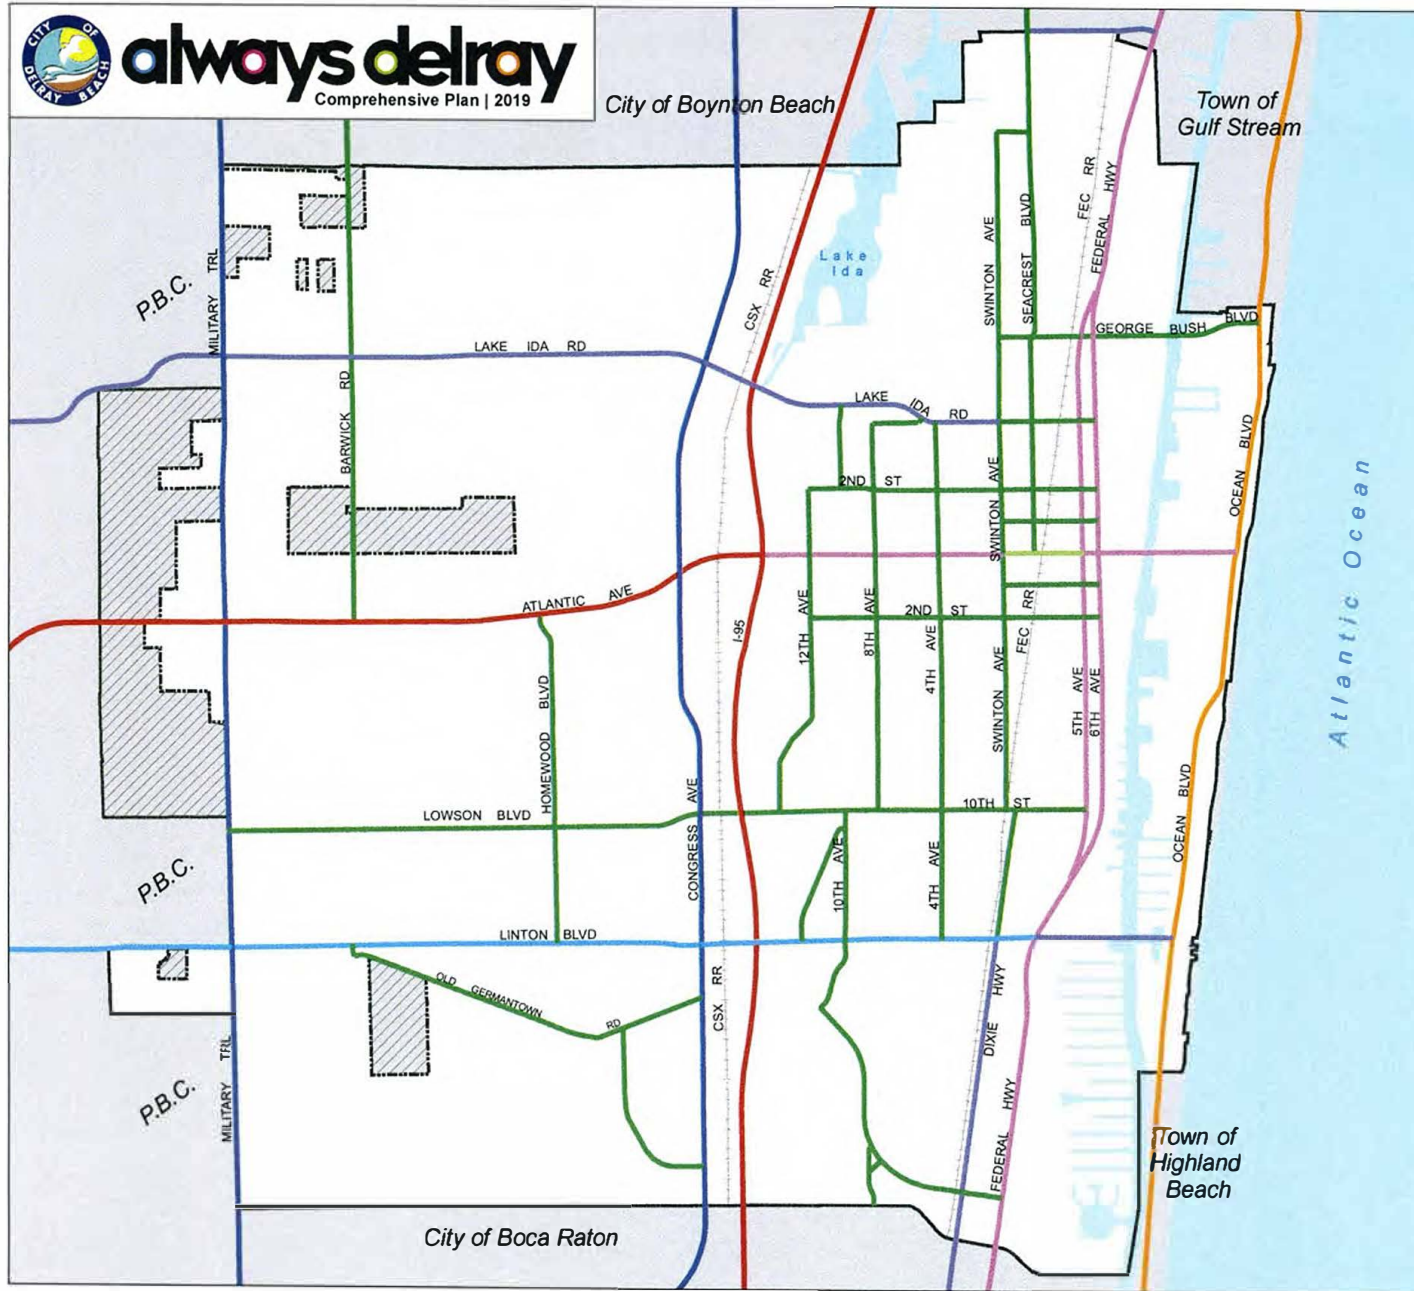 CITY OF
DELRAY BEACH
always delray
Comprehensive Plan | 2019
City of Boynton Beach
Town of
Gulf Stream
P.B.C.
MILITARY TRL
BARWICK RD
LAKE IDA RD
CSX RR
Lake
Ida
SWINTON AVE
SEACREST BLVD
FEC RR
FEDERAL HWY
GEORGE BUSH BLVD
LAKE IDA RD
OCEAN BLVD
2ND ST
SWINTON AVE
Atlantic Ocean
ATLANTIC AVE
I-95
12TH AVE
8TH AVE
2ND ST
4TH AVE
FEC RR
SWINTON AVE
5TH AVE
6TH AVE
HOMEWOOD BLVD
LOWSON BLVD
CONGRESS AVE
10TH ST
OCEAN BLVD
P.B.C.
10TH AVE
4TH AVE
LINTON BLVD
OLD GERMANTOWN RD
CSX RR
DIXIE HWY
FEDERAL HWY
MILITARY TRL
P.B.C.
Town of
Highland
Beach
City of Boca Raton